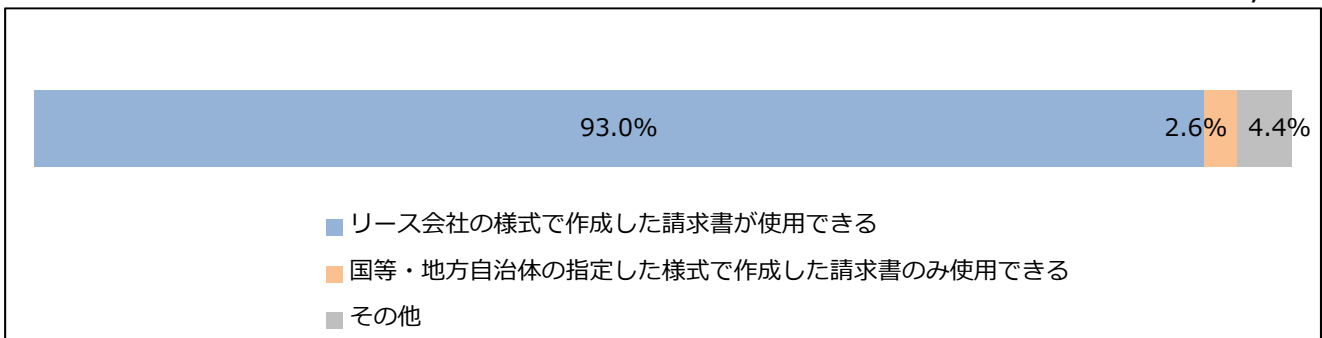 93.0%
2.6%
4.4%
リース会社の様式で作成した請求書が使用できる
国等・地方自治体の指定した様式で作成した請求書のみ使用できる
その他